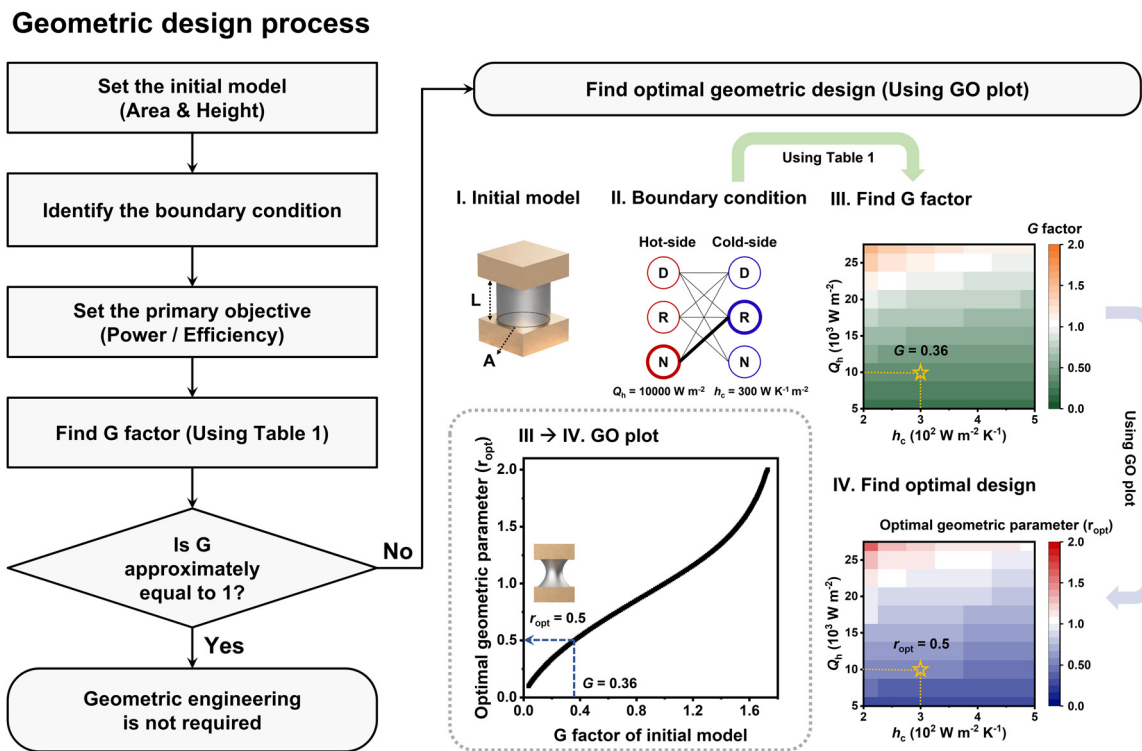 Geometric design process
Set the initial model
(Area & Height)
Identify the boundary condition
Set the primary objective
(Power / Efficiency)
Find G factor (Using Table 1)
Is G
approximately
equal to 1?
No
Yes
Geometric engineering
is not required
Find optimal geometric design (Using GO plot)
Using Table 1
I. Initial model
L
A
II. Boundary condition
Hot-side Cold-side
D D
R R
N N
Qh = 10000 W m-2 hc = 300 W K-1 m-2
III. Find G factor
G factor
25
20
15
10
5
Qh (10³ W m-2)
G = 0.36
2 3 4 5
hc (10² W m-2 K-1)
2.0
1.5
1.0
0.50
0.0
Using GO plot
III → IV. GO plot
Optimal geometric parameter (ropt)
2.0
1.5
1.0
0.5
0.0
ropt = 0.5
G = 0.36
0.0 0.4 0.8 1.2 1.6
G factor of initial model
IV. Find optimal design
Optimal geometric parameter (ropt)
25
20
15
10
5
Qh (10³ W m-2)
ropt = 0.5
2 3 4 5
hc (10² W m-2 K-1)
2.0
1.5
1.0
0.50
0.0